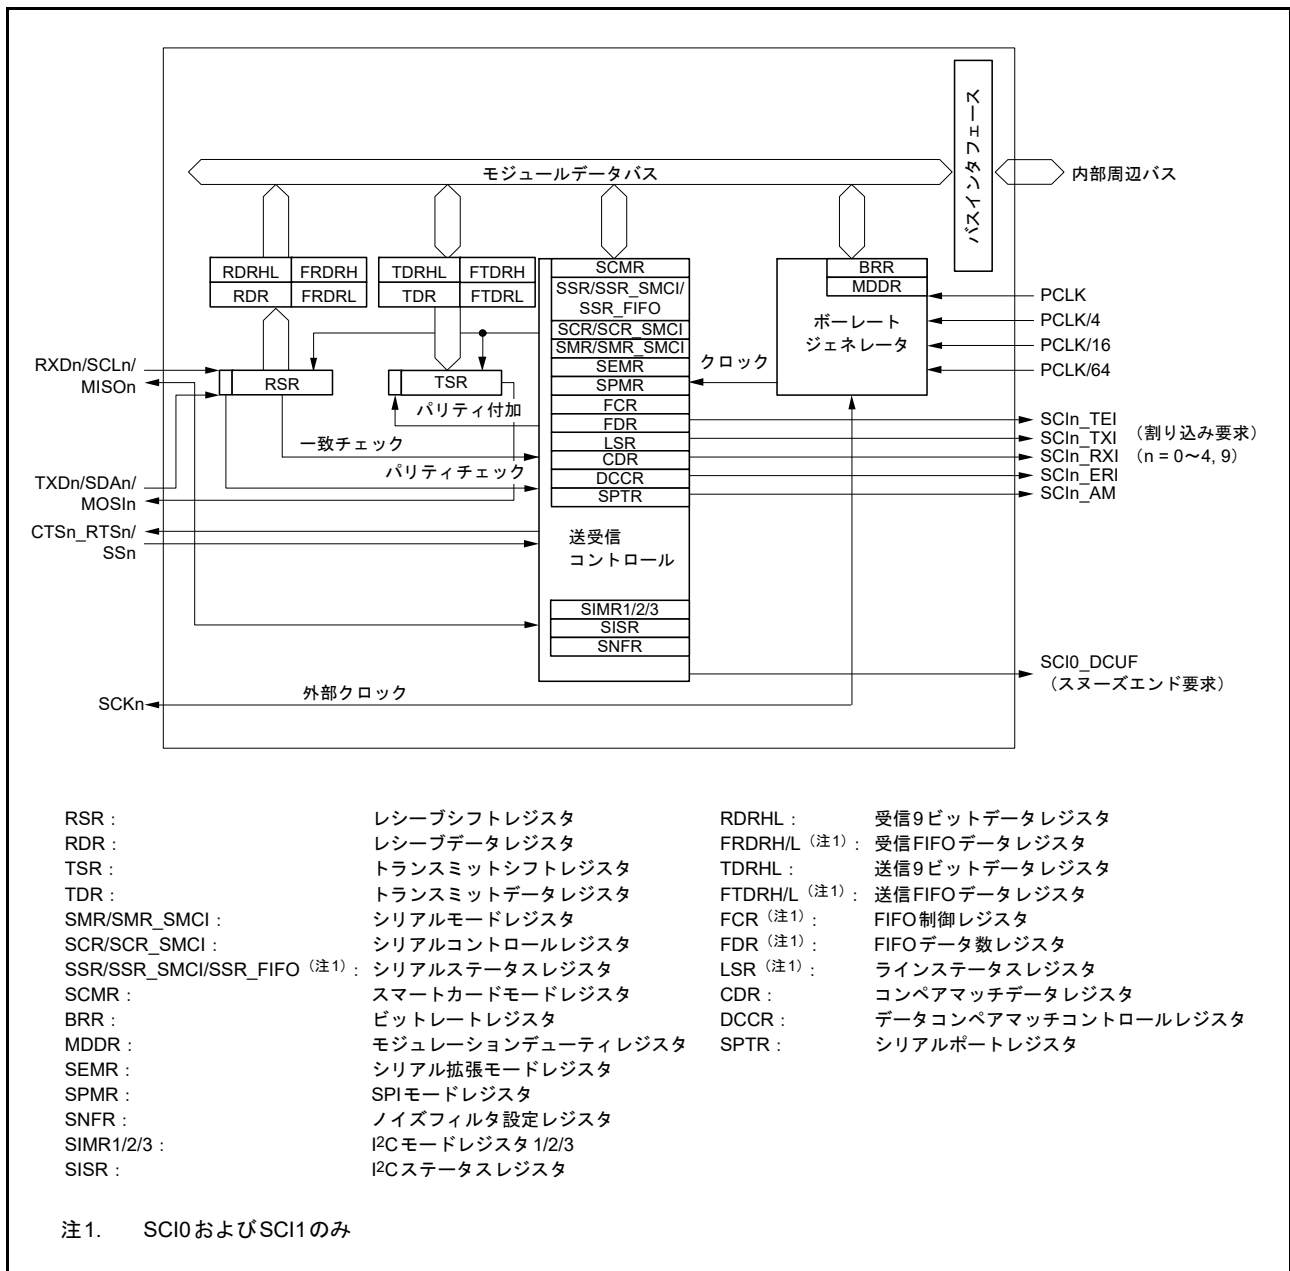 バスインタフェース
モジュールデータバス
内部周辺バス
RDRHL FRDRH
RDR FRDRL
TDRHL FTDRH
TDR FTDRL
SCMR
SSR/SSR_SMCI/
SSR_FIFO
SCR/SCR_SMCI
SMR/SMR_SMCI
SEMR
SPMR
FCR
FDR
LSR
CDR
DCCR
SPTR
送受信
コントロール
SIMR1/2/3
SISR
SNFR
BRR
MDDR
ボーレート
ジェネレータ
クロック
PCLK
PCLK/4
PCLK/16
PCLK/64
RXDn/SCLn/
MISOn
RSR
TSR
パリティ付加
一致チェック
パリティチェック
TXDn/SDAn/
MOSIn
CTSn_RTSn/
SSn
SCKn
外部クロック
SCIn_TEI
SCIn_TXI
SCIn_RXI
SCIn_ERI
SCIn_AM
（割り込み要求）
（n = 0～4, 9）
SCI0_DCUF
（スヌーズエンド要求）
RSR： レシーブシフトレジスタ
RDR： レシーブデータレジスタ
TSR： トランスミットシフトレジスタ
TDR： トランスミットデータレジスタ
SMR/SMR_SMCI： シリアルモードレジスタ
SCR/SCR_SMCI： シリアルコントロールレジスタ
SSR/SSR_SMCI/SSR_FIFO（注1）： シリアルステータスレジスタ
SCMR： スマートカードモードレジスタ
BRR： ビットレートレジスタ
MDDR： モジュレーションデューティレジスタ
SEMR： シリアル拡張モードレジスタ
SPMR： SPIモードレジスタ
SNFR： ノイズフィルタ設定レジスタ
SIMR1/2/3： I2Cモードレジスタ1/2/3
SISR： I2Cステータスレジスタ
RDRHL： 受信9ビットデータレジスタ
FRDRH/L（注1）： 受信FIFOデータレジスタ
TDRHL： 送信9ビットデータレジスタ
FTDRH/L（注1）： 送信FIFOデータレジスタ
FCR（注1）： FIFO制御レジスタ
FDR（注1）： FIFOデータ数レジスタ
LSR（注1）： ラインステータスレジスタ
CDR： コンペアマッチデータレジスタ
DCCR： データコンペアマッチコントロールレジスタ
SPTR： シリアルポートレジスタ
注1. SCI0およびSCI1のみ